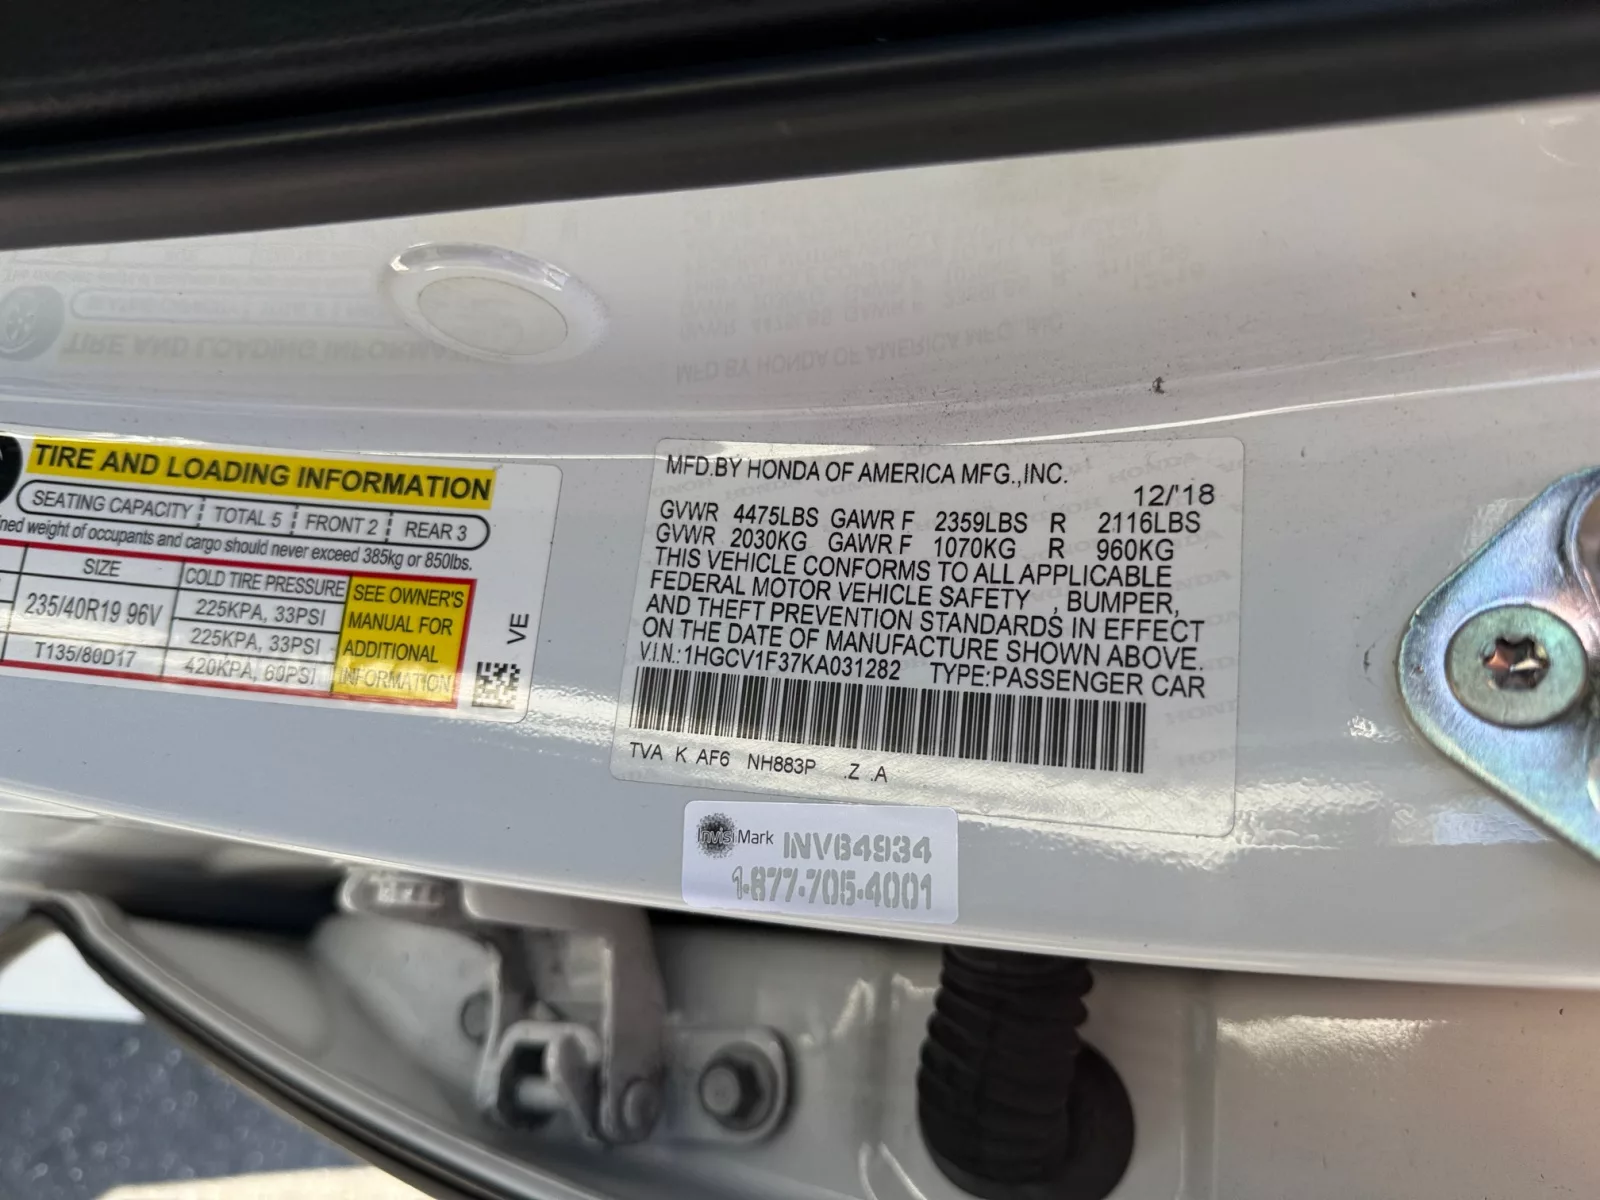 TIRE AND LOADING INFORMATION
SEATING CAPACITY TOTAL 5 FRONT 2 REAR 3
weight of occupants and cargo should never exceed 385kg or 850lbs.
SIZE COLD TIRE PRESSURE
235/40R19 96V 225KPA, 33PSI
225KPA, 33PSI
T135/80D17 420KPA, 60PSI
SEE OWNER'S
MANUAL FOR
ADDITIONAL
INFORMATION
VE
MFD.BY HONDA OF AMERICA MFG.,INC.
12/'18
GVWR 4475LBS GAWR F 2359LBS R 2116LBS
GVWR 2030KG GAWR F 1070KG R 960KG
THIS VEHICLE CONFORMS TO ALL APPLICABLE
FEDERAL MOTOR VEHICLE SAFETY , BUMPER,
AND THEFT PREVENTION STANDARDS IN EFFECT
ON THE DATE OF MANUFACTURE SHOWN ABOVE.
V.I.N.:1HGCV1F37KA031282 TYPE:PASSENGER CAR
TVA K AF6 NH883P .Z .A
InvisiMark INV84934
1-877-705-4001